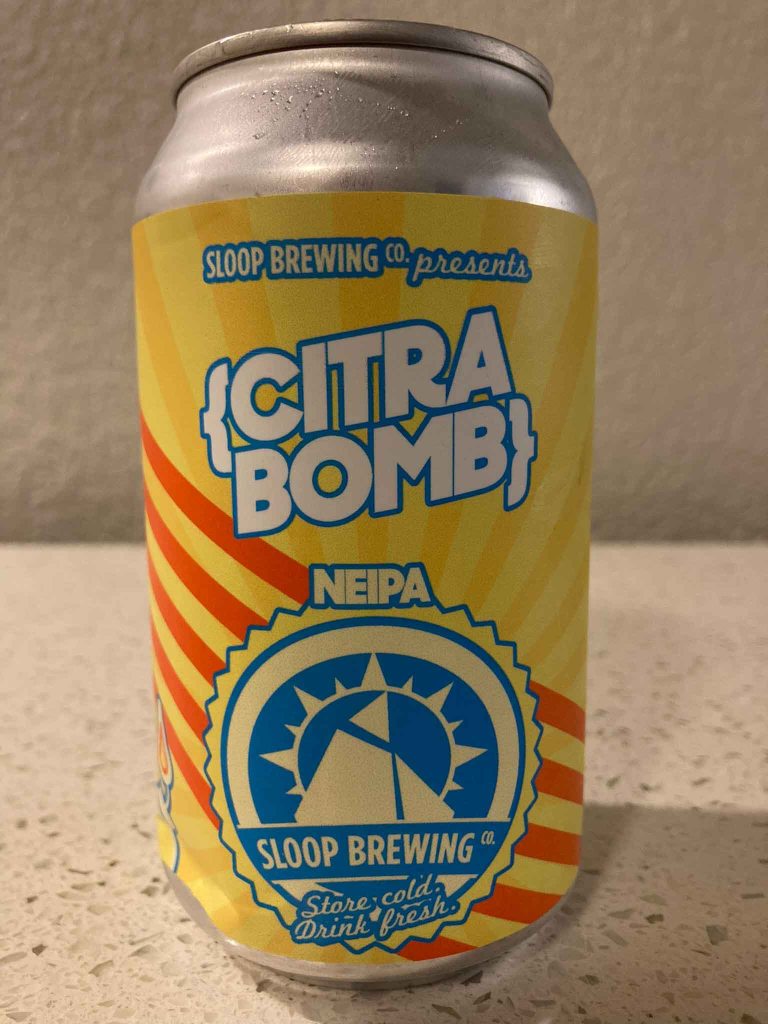 SLOOP BREWING CO. presents
{CITRA
BOMB}
NEIPA
SLOOP BREWING CO.
Store cold.
Drink fresh.